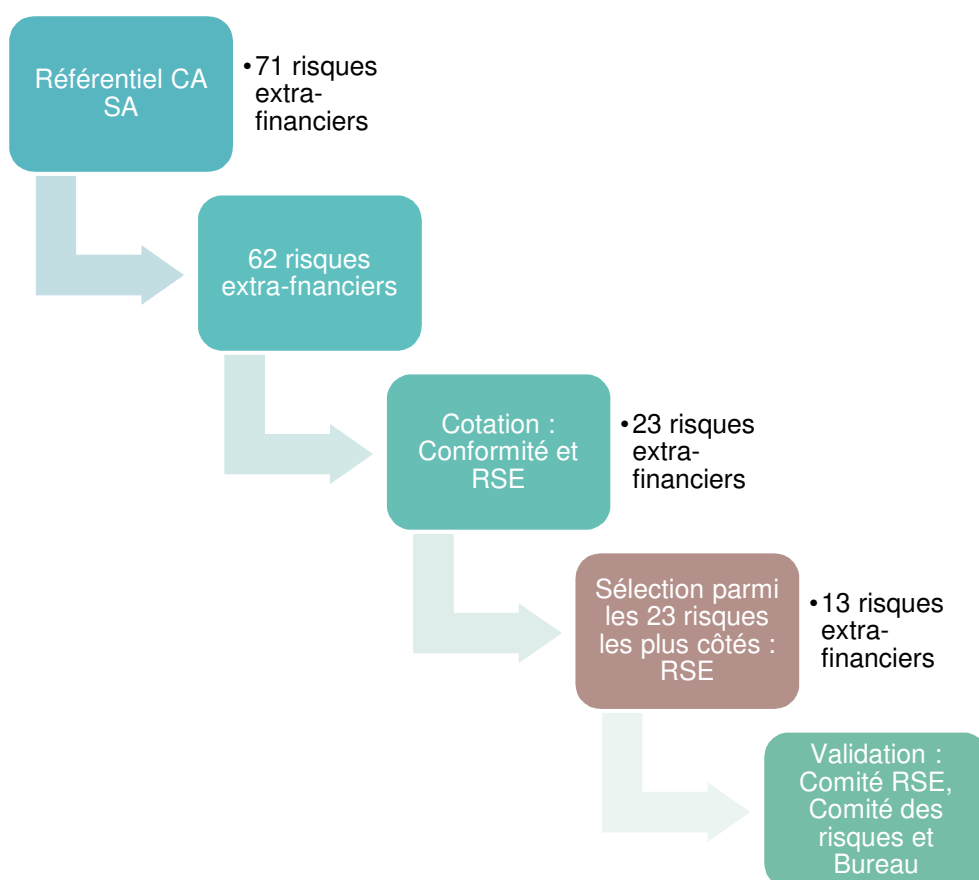 Référentiel CA
SA
•71 risques
extra-
financiers
62 risques
extra-fnanciers
Cotation :
Conformité et
RSE
•23 risques
extra-
financiers
Sélection parmi
les 23 risques
les plus côtés :
RSE
•13 risques
extra-
financiers
Validation :
Comité RSE,
Comité des
risques et
Bureau